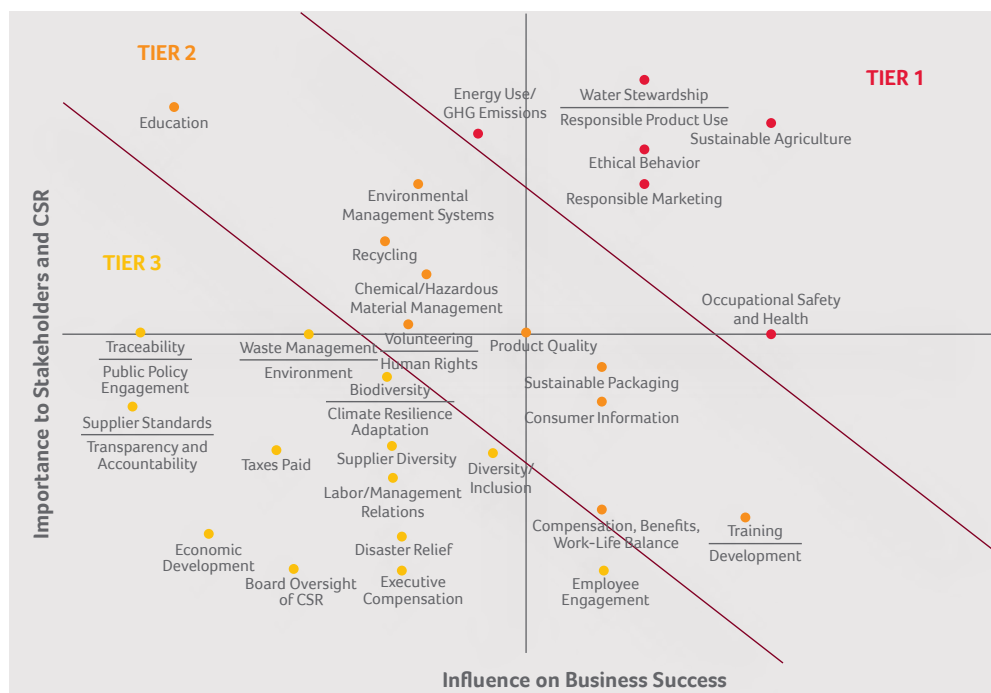 TIER 2
TIER 1
Energy Use/
GHG Emissions
Water Stewardship
Responsible Product Use
Sustainable Agriculture
Education
Ethical Behavior
Responsible Marketing
Environmental
Management Systems
Recycling
TIER 3
Chemical/Hazardous
Material Management
Occupational Safety
and Health
Traceability
Public Policy
Engagement
Waste Management
Environment
Volunteering
Human Rights
Product Quality
Sustainable Packaging
Consumer Information
Biodiversity
Climate Resilience
Adaptation
Supplier Standards
Transparency and
Accountability
Taxes Paid
Supplier Diversity
Diversity/
Inclusion
Labor/Management
Relations
Compensation, Benefits,
Work-Life Balance
Training
Development
Economic
Development
Disaster Relief
Board Oversight
of CSR
Executive
Compensation
Employee
Engagement
Importance to Stakeholders and CSR
Influence on Business Success